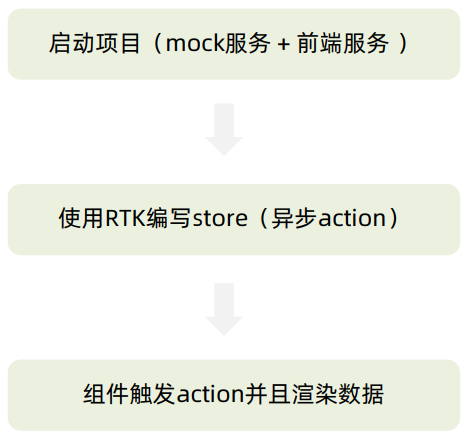 启动项目（mock服务 + 前端服务 ）
使用RTK编写store（异步action）
组件触发action并且渲染数据